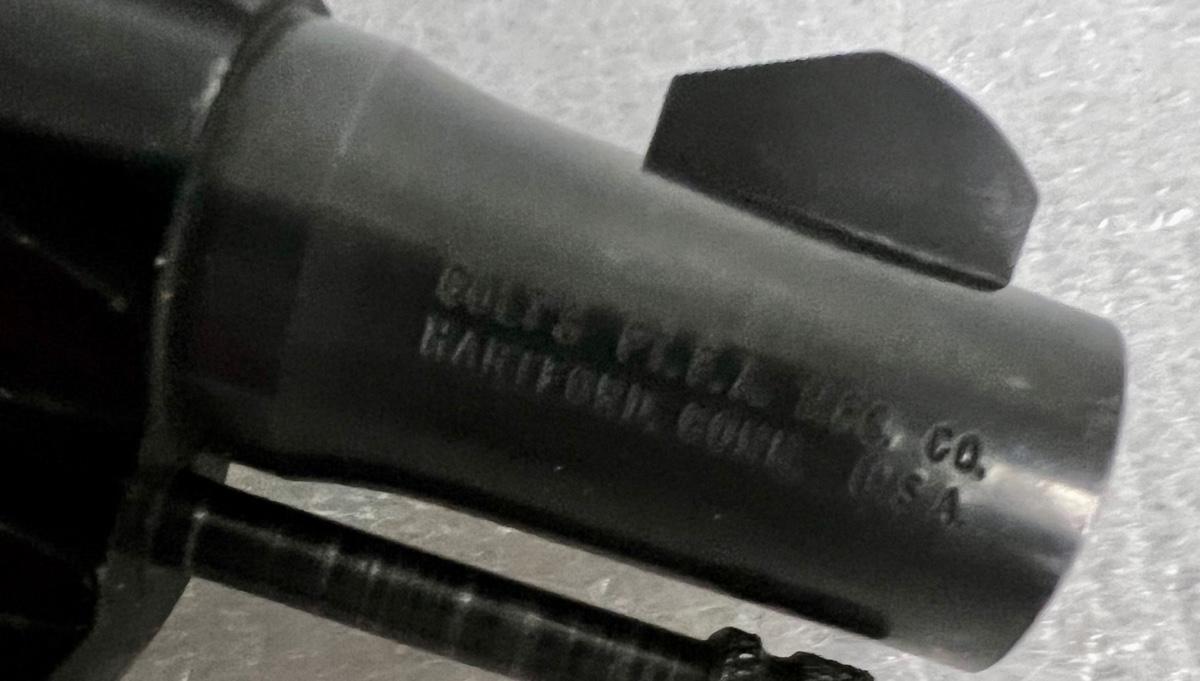 COLT'S PT. F.A. MFG. CO.
HARTFORD, CONN. U.S.A.